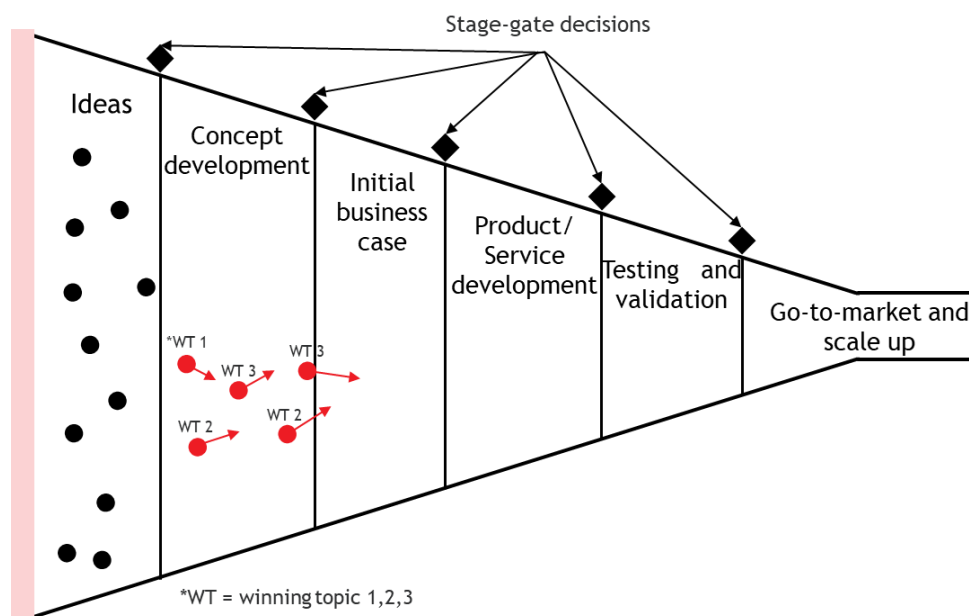 Stage-gate decisions
Ideas
Concept
development
Initial
business
case
Product/
Service
development
Testing and
validation
Go-to-market and
scale up
*WT 1
WT 3
WT 3
WT 2
WT 2
*WT = winning topic 1,2,3